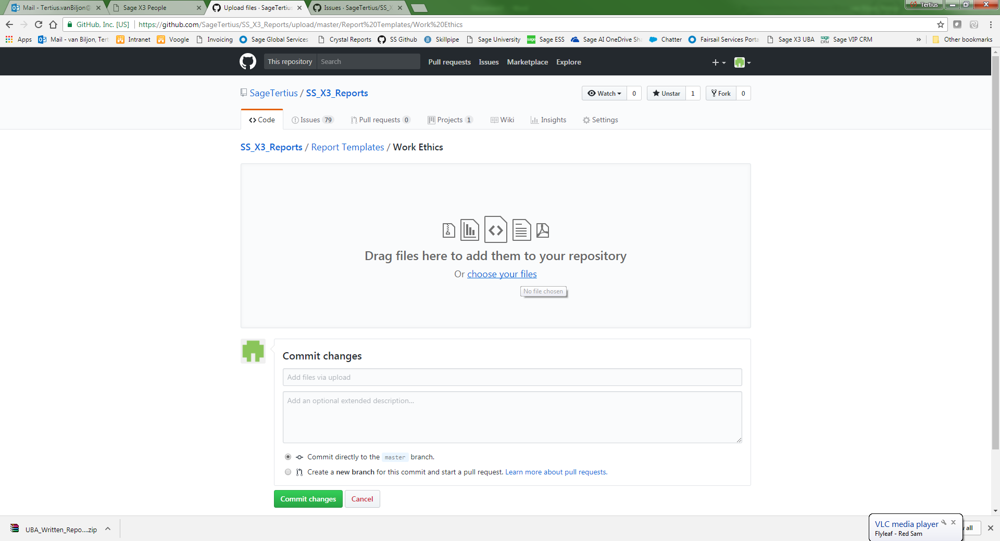 Mail - Tertius.vanBiljon@
Sage X3 People
Upload files · SageTertius
Issues · SageTertius/SS_X
Tertius
GitHub, Inc. [US]
https://github.com/SageTertius/SS_X3_Reports/upload/master/Report%20Templates/Work%20Ethics
Apps
Mail - van Biljon, Tert
Intranet
Voogle
Invoicing
Sage Global Services
Crystal Reports
SS Github
Skillpipe
Sage University
Sage ESS
Sage AI OneDrive Sha
Chatter
Fairsail Services Porta
Sage X3 UBA
Sage VIP CRM
»
Other bookmarks
This repository
Search
Pull requests
Issues
Marketplace
Explore
SageTertius / SS_X3_Reports
Watch
0
Unstar
1
Fork
0
Code
Issues 79
Pull requests 0
Projects 1
Wiki
Insights
Settings
SS_X3_Reports / Report Templates / Work Ethics
Drag files here to add them to your repository
Or choose your files
No file chosen
Commit changes
Add files via upload
Add an optional extended description...
Commit directly to the master branch.
Create a new branch for this commit and start a pull request. Learn more about pull requests.
Commit changes
Cancel
UBA_Written_Repo....zip
VLC media player
Flyleaf - Red Sam
all